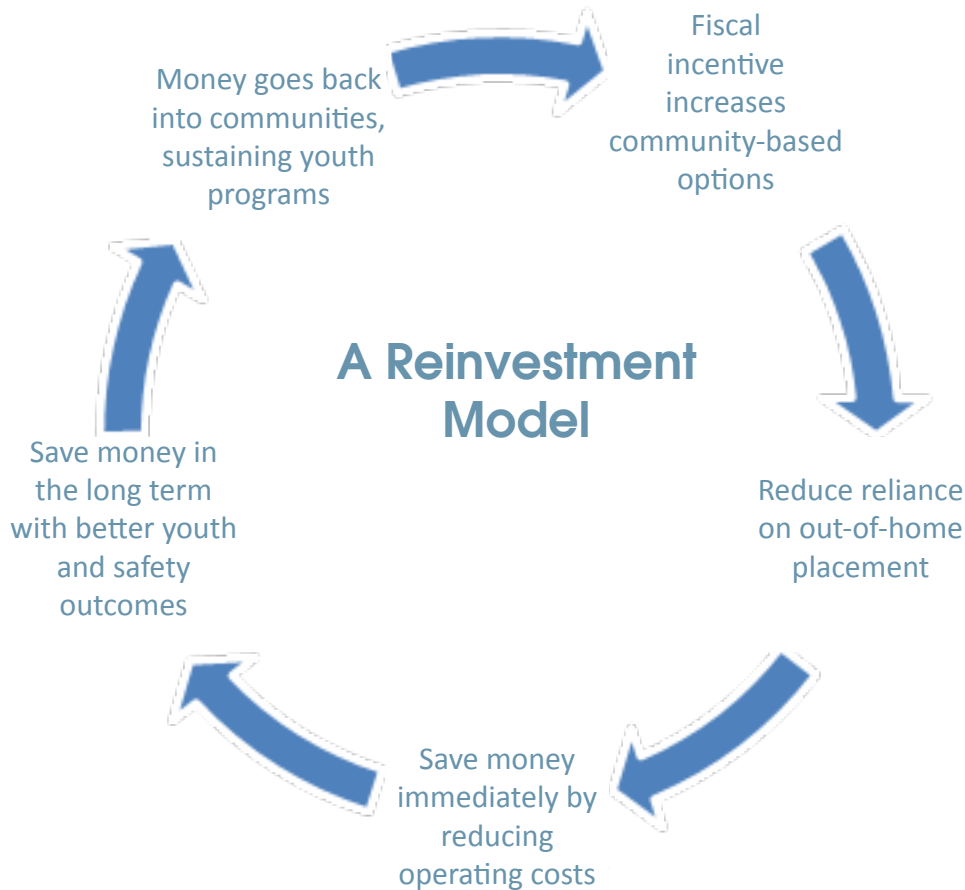 Money goes back
into communities,
sustaining youth
programs
Fiscal
incentive
increases
community-based
options
A Reinvestment
Model
Reduce reliance
on out-of-home
placement
Save money
immediately by
reducing
operating costs
Save money in
the long term
with better youth
and safety
outcomes